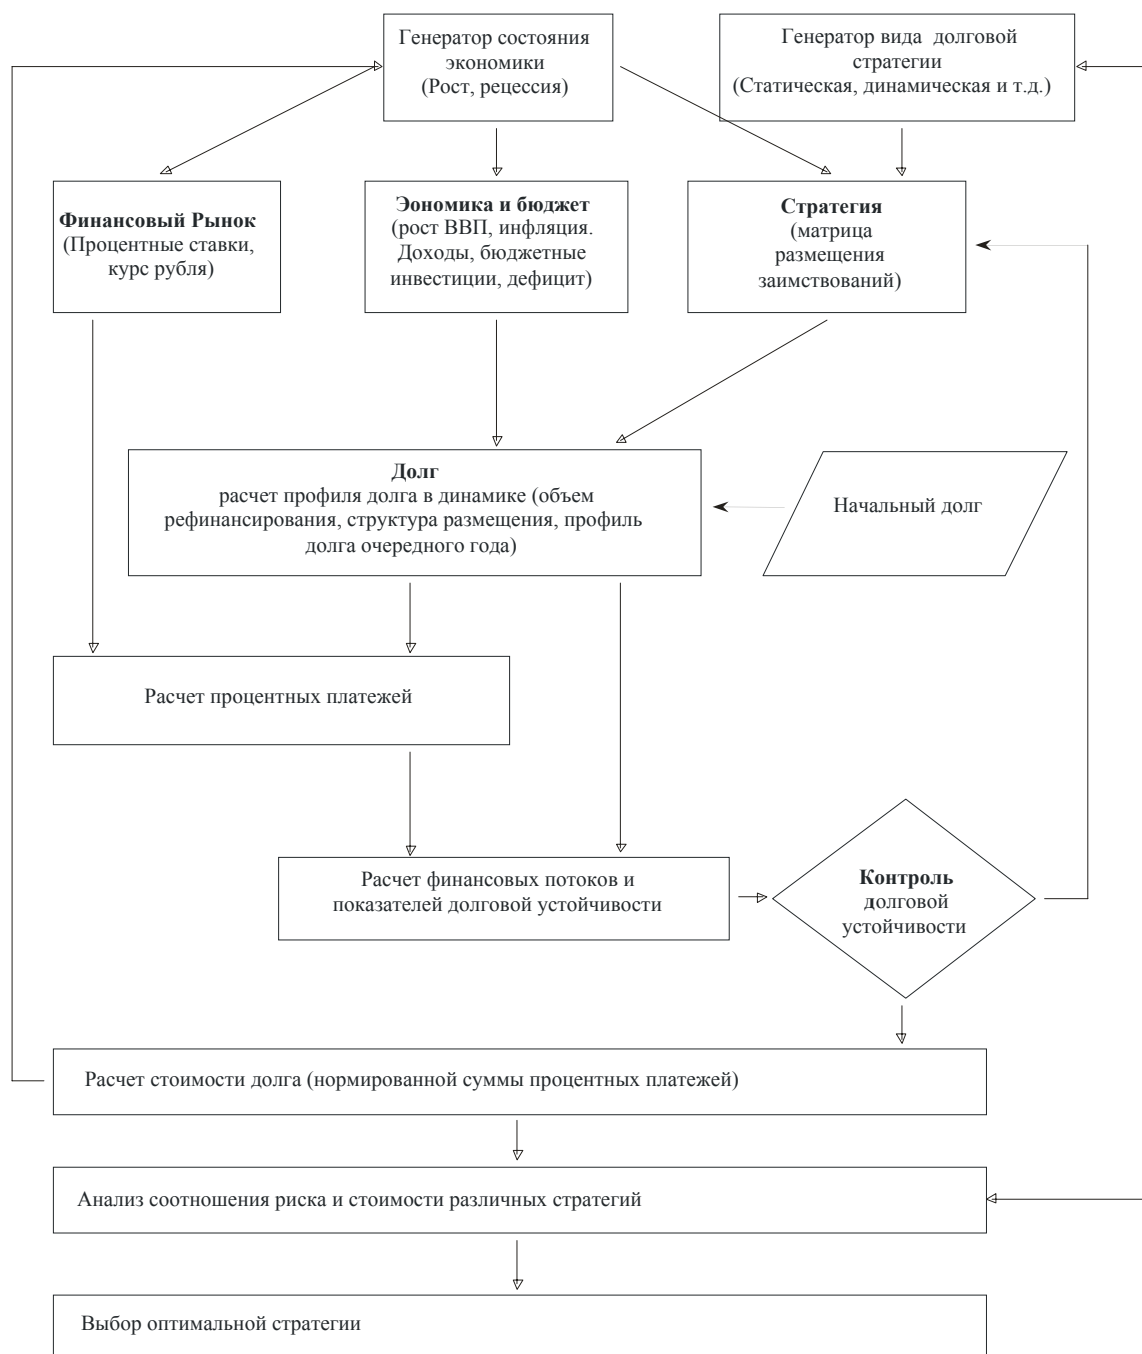 Генератор состояния
экономики
(Рост, рецессия)
Генератор вида долговой
стратегии
(Статическая, динамическая и т.д.)
Финансовый Рынок
(Процентные ставки,
курс рубля)
Эономика и бюджет
(рост ВВП, инфляция.
Доходы, бюджетные
инвестиции, дефицит)
Стратегия
(матрица
размещения
заимствований)
Долг
расчет профиля долга в динамике (объем
рефинансирования, структура размещения, профиль
долга очередного года)
Начальный долг
Расчет процентных платежей
Расчет финансовых потоков и
показателей долговой устойчивости
Контроль
долговой
устойчивости
Расчет стоимости долга (нормированной суммы процентных платежей)
Анализ соотношения риска и стоимости различных стратегий
Выбор оптимальной стратегии